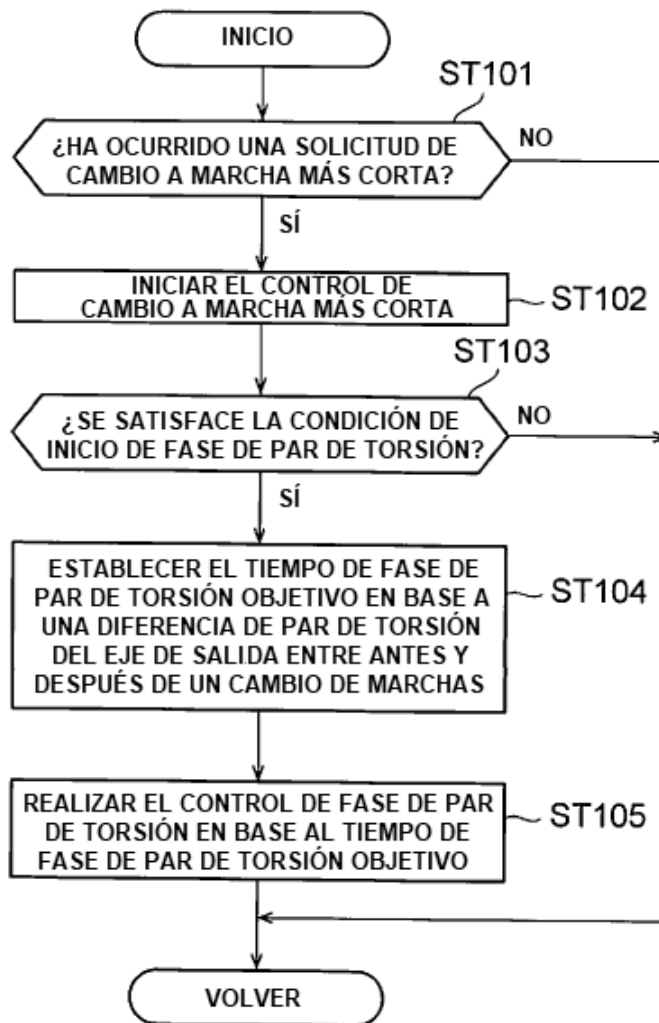 INICIO
ST101
¿HA OCURRIDO UNA SOLICITUD DE
CAMBIO A MARCHA MÁS CORTA?
NO
SÍ
INICIAR EL CONTROL DE
CAMBIO A MARCHA MÁS CORTA
ST102
ST103
¿SE SATISFACE LA CONDICIÓN DE
INICIO DE FASE DE PAR DE TORSIÓN?
NO
SÍ
ESTABLECER EL TIEMPO DE FASE DE
PAR DE TORSIÓN OBJETIVO EN BASE A
UNA DIFERENCIA DE PAR DE TORSIÓN
DEL EJE DE SALIDA ENTRE ANTES Y
DESPUÉS DE UN CAMBIO DE MARCHAS
ST104
REALIZAR EL CONTROL DE FASE DE PAR
DE TORSIÓN EN BASE AL TIEMPO DE
FASE DE PAR DE TORSIÓN OBJETIVO
ST105
VOLVER